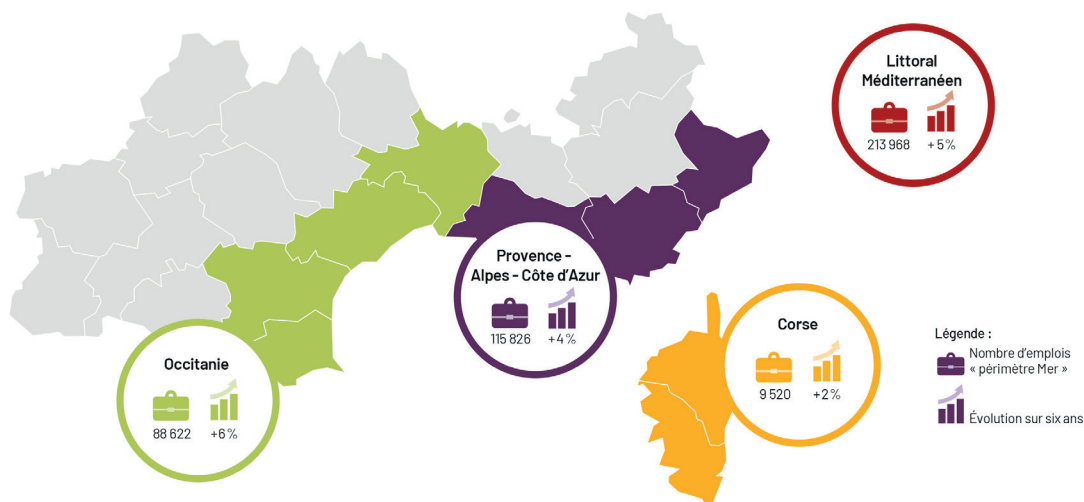 Littoral
Méditerranéen
213 968
+ 5 %
Provence -
Alpes - Côte d’Azur
115 826
+4 %
Corse
9 520
+2 %
Occitanie
88 622
+6 %
Légende :
Nombre d’emplois
« périmètre Mer »
Évolution sur six ans